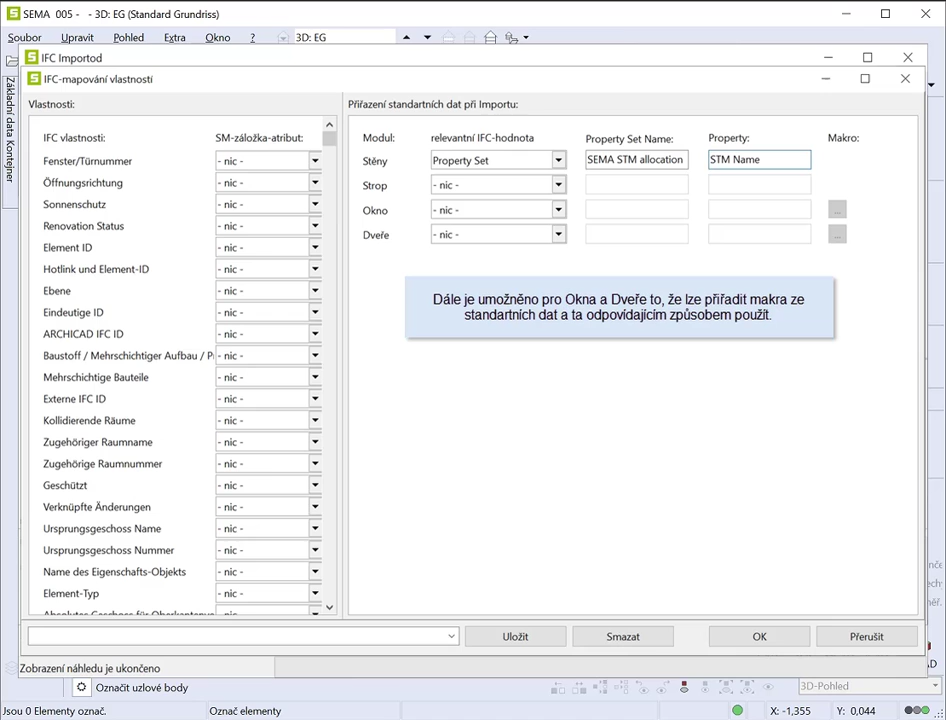 SEMA 005 - - 3D: EG (Standard Grundriss)
Soubor Upravit Pohled Extra Okno ? 3D: EG
IFC Importod
IFC-mapování vlastností
Základní data Kontejner
Vlastnosti:
IFC vlastnosti: SM-záložka-atribut:
Fenster/Türnummer - nic -
Öffnungsrichtung - nic -
Sonnenschutz - nic -
Renovation Status - nic -
Element ID - nic -
Hotlink und Element-ID - nic -
Ebene - nic -
Eindeutige ID - nic -
ARCHICAD IFC ID - nic -
Baustoff / Mehrschichtiger Aufbau / P - nic -
Mehrschichtige Bauteile - nic -
Externe IFC ID - nic -
Kollidierende Räume - nic -
Zugehöriger Raumname - nic -
Zugehörige Raumnummer - nic -
Geschützt - nic -
Verknüpfte Änderungen - nic -
Ursprungsgeschoss Name - nic -
Ursprungsgeschoss Nummer - nic -
Name des Eigenschafts-Objekts - nic -
Element-Typ - nic -
Přiřazení standartních dat při Importu:
Modul: relevantní IFC-hodnota Property Set Name: Property: Makro:
Stěny Property Set SEMA STM allocation STM Name
Strop - nic -
Okno - nic - ...
Dveře - nic - ...
Dále je umožněno pro Okna a Dveře to, že lze přiřadit makra ze
standartních dat a ta odpovídajícím způsobem použít.
Uložit Smazat OK Přerušit
Zobrazení náhledu je ukončeno
Označit uzlové body 3D-Pohled
Jsou 0 Elementy označ. Označ elementy X: -1,355 Y: 0,044